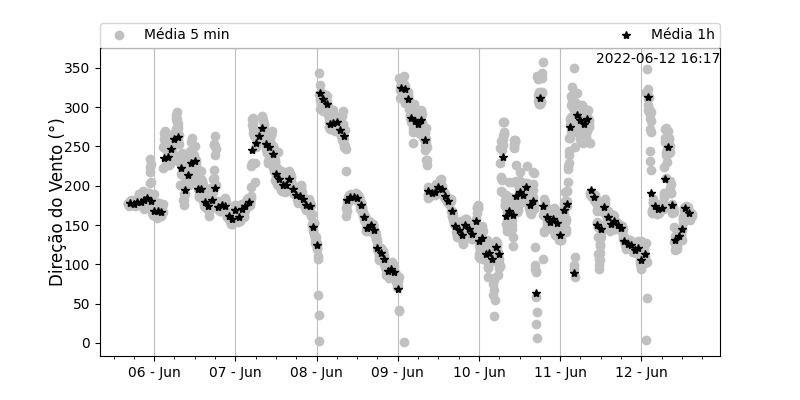 Média 5 min
Média 1h
2022-06-12 16:17
Direção do Vento (°)
350
300
250
200
150
100
50
0
06 - Jun
07 - Jun
08 - Jun
09 - Jun
10 - Jun
11 - Jun
12 - Jun